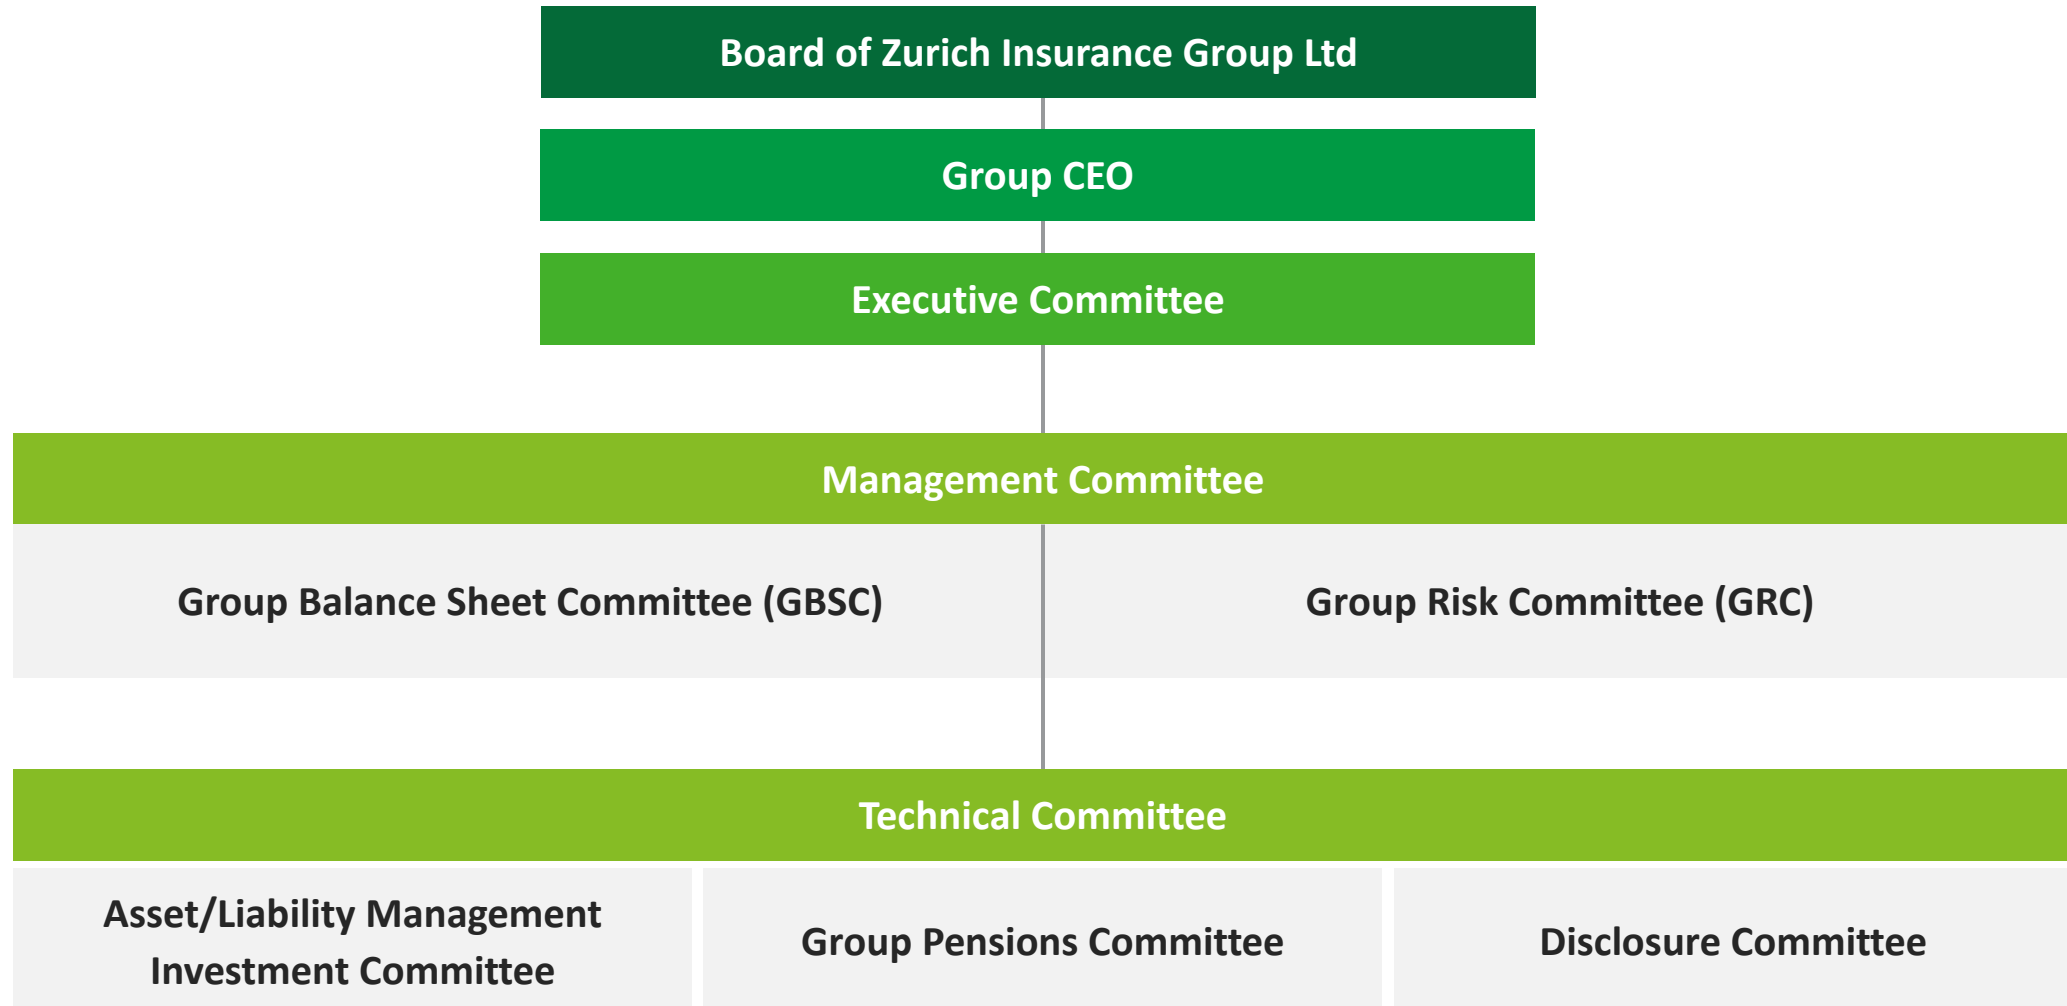 Board of Zurich Insurance Group Ltd
Group CEO
Executive Committee
Management Committee
Group Balance Sheet Committee (GBSC)
Group Risk Committee (GRC)
Technical Committee
Asset/Liability Management
Investment Committee
Group Pensions Committee
Disclosure Committee